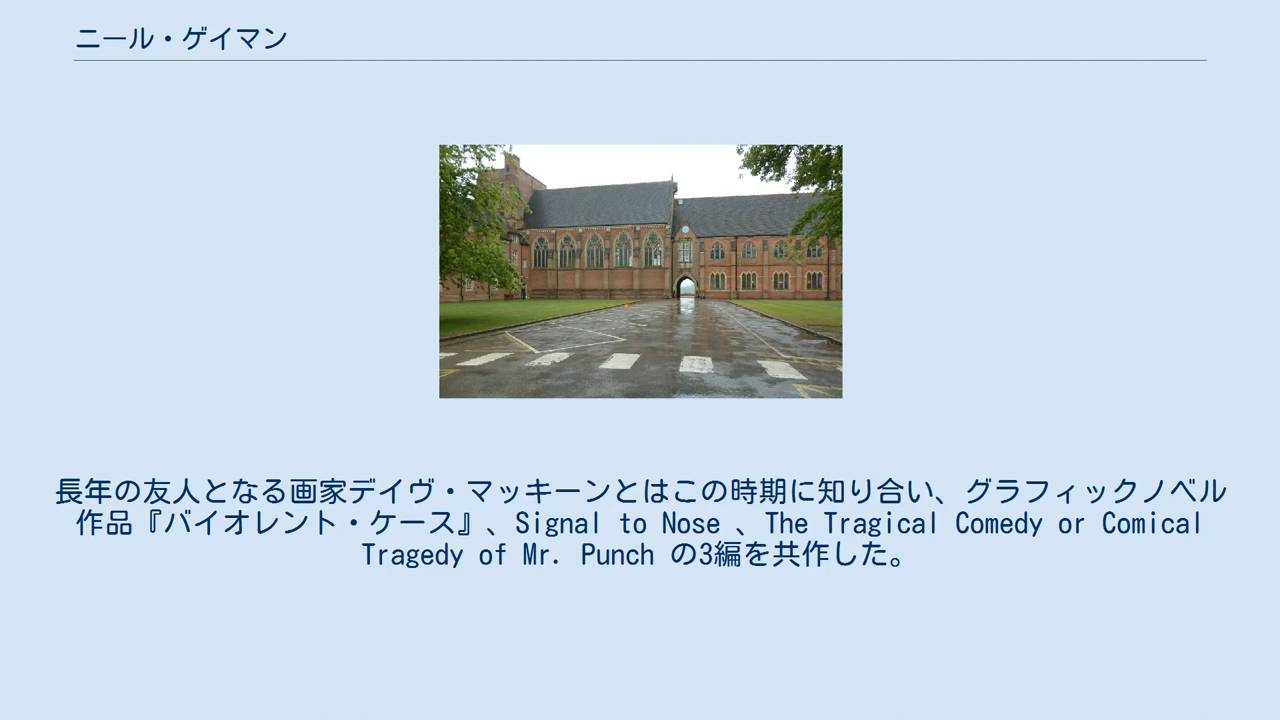 ニール・ゲイマン
長年の友人となる画家デイヴ・マッキーンとはこの時期に知り合い、グラフィックノベル
作品『バイオレント・ケース』、Signal to Nose 、The Tragical Comedy or Comical
Tragedy of Mr. Punch の3編を共作した。